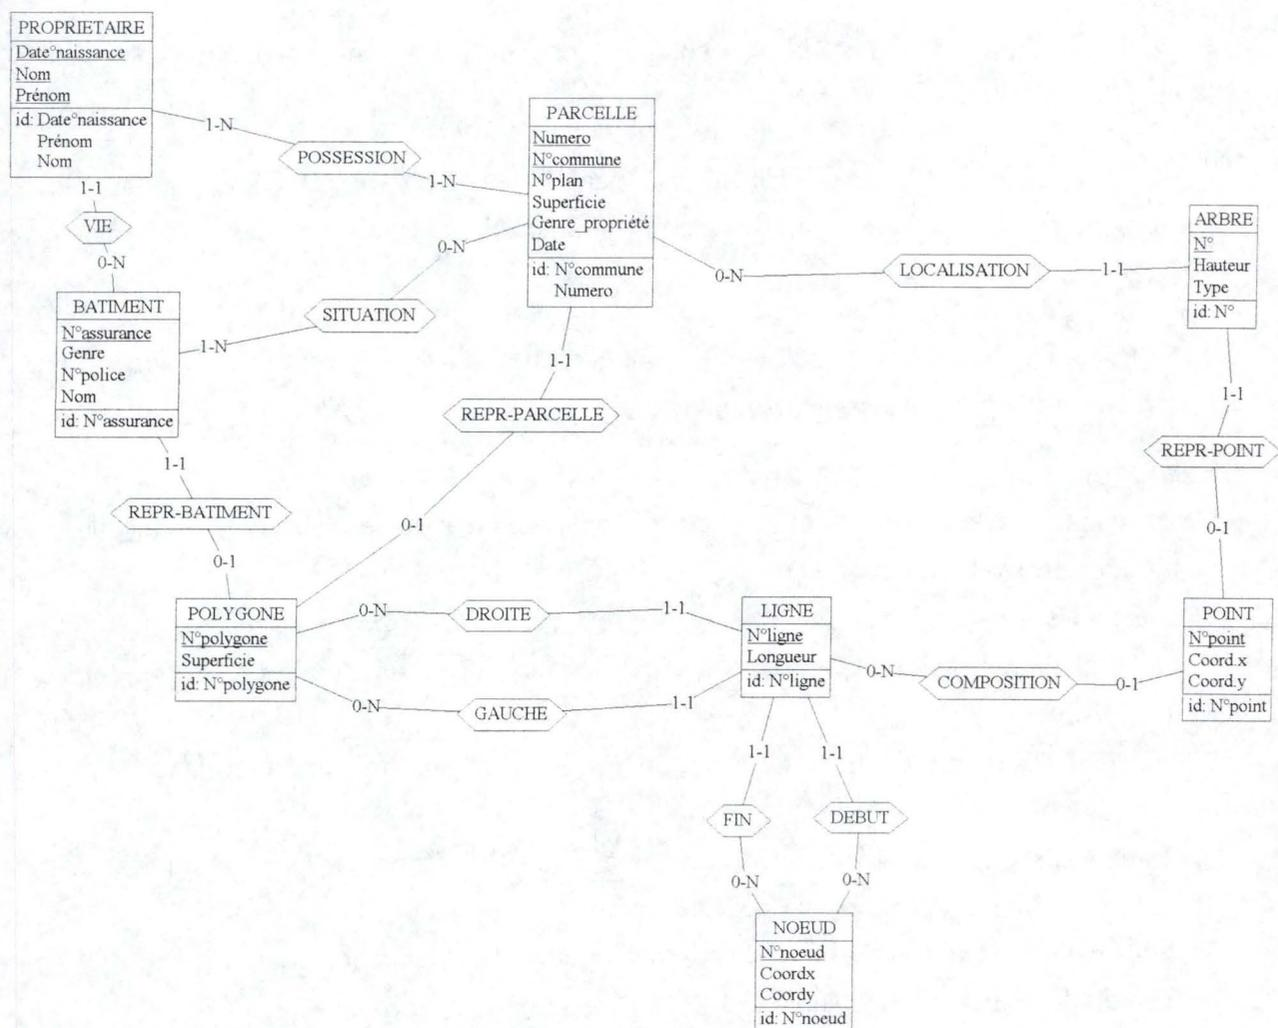 PROPRIETAIRE
Date°naissance
Nom
Prénom
id: Date°naissance
Prénom
Nom
1-N
POSSESSION
1-N
PARCELLE
Numero
N°commune
N°plan
Superficie
Genre_propriété
Date
id: N°commune
Numero
1-1
VIE
0-N
0-N
SITUATION
1-N
BATIMENT
N°assurance
Genre
N°police
Nom
id: N°assurance
0-N
LOCALISATION
1-1
ARBRE
N°
Hauteur
Type
id: N°
1-1
REPR-PARCELLE
0-1
1-1
REPR-POINT
0-1
1-1
REPR-BATIMENT
0-1
POLYGONE
N°polygone
Superficie
id: N°polygone
0-N
DROITE
1-1
0-N
GAUCHE
1-1
LIGNE
N°ligne
Longueur
id: N°ligne
0-N
COMPOSITION
0-1
POINT
N°point
Coord.x
Coord.y
id: N°point
1-1
1-1
FIN
DEBUT
0-N
0-N
NOEUD
N°noeud
Coordx
Coordy
id: N°noeud